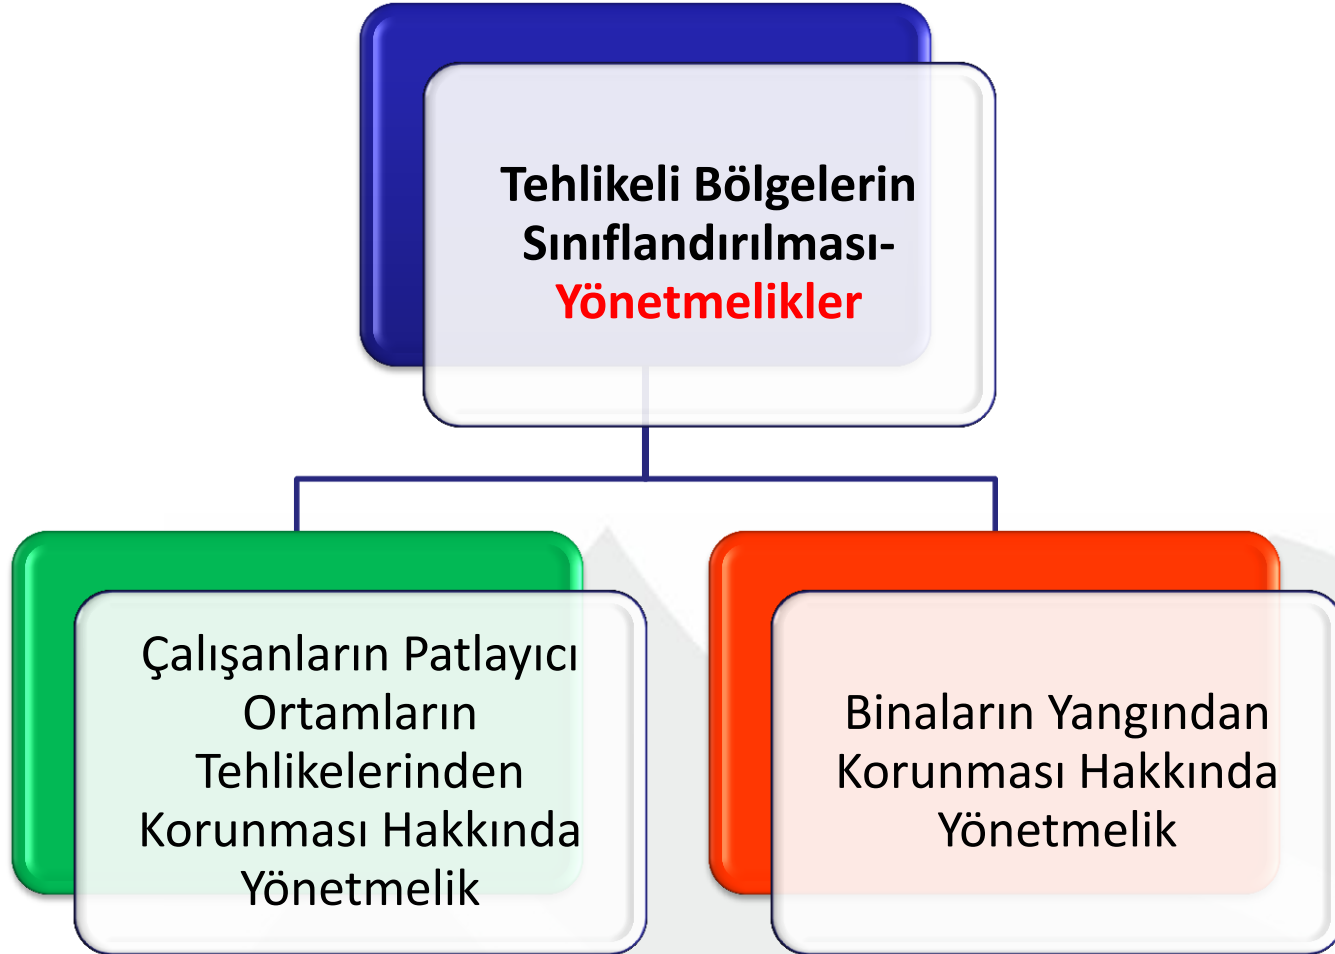 Tehlikeli Bölgelerin
Sınıflandırılması-
Yönetmelikler
Çalışanların Patlayıcı
Ortamların
Tehlikelerinden
Korunması Hakkında
Yönetmelik
Binaların Yangından
Korunması Hakkında
Yönetmelik